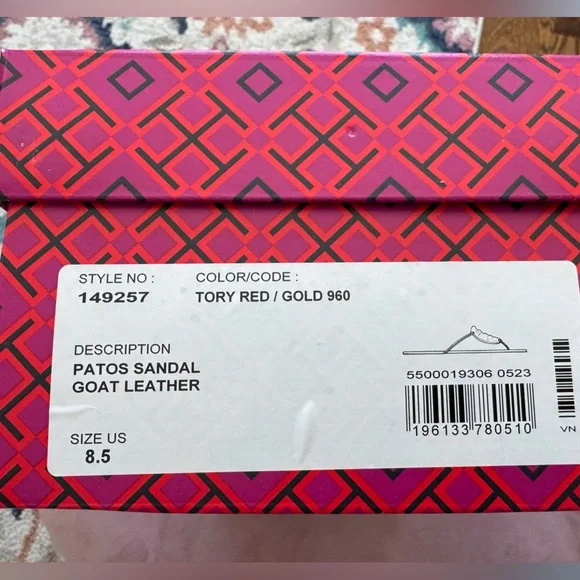 STYLE NO : COLOR/CODE :
149257 TORY RED / GOLD 960
DESCRIPTION
PATOS SANDAL
GOAT LEATHER
5500019306 0523
196133 780510
VN
SIZE US
8.5